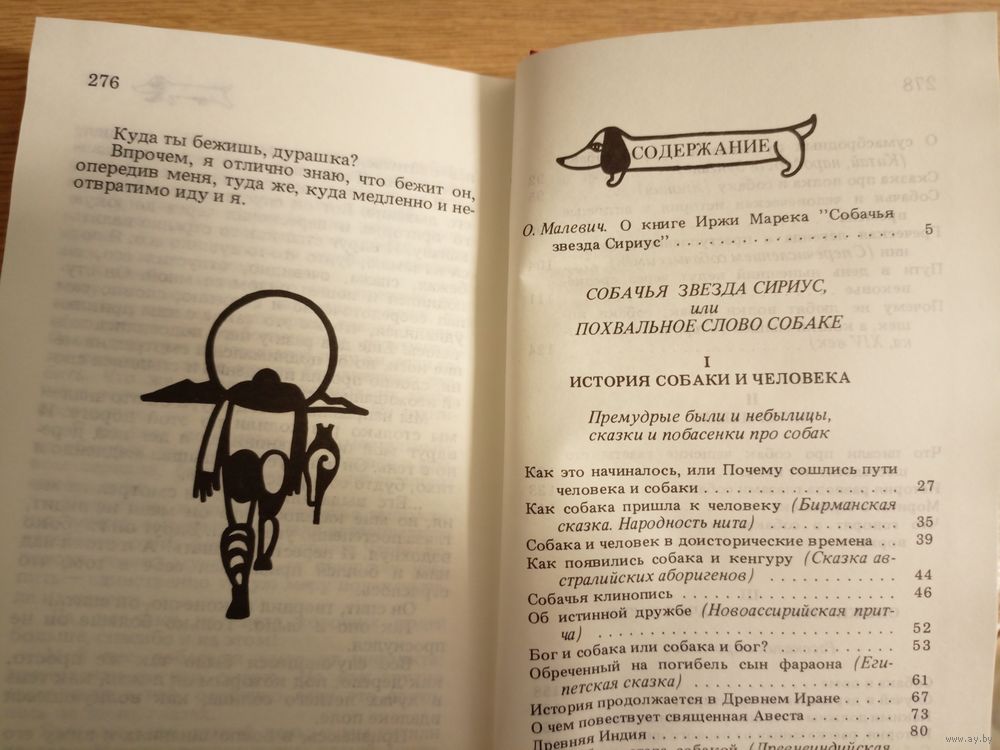 276
Куда ты бежишь, дурашка?
Впрочем, я отлично знаю, что бежит он,
опередив меня, туда же, куда медленно и не-
отвратимо иду и я.
СОДЕРЖАНИЕ
О. Малевич. О книге Иржи Марека "Собачья
звезда Сириус" . . . . . . . . . . . . . . . . . . . 5
СОБАЧЬЯ ЗВЕЗДА СИРИУС,
или
ПОХВАЛЬНОЕ СЛОВО СОБАКЕ
I
ИСТОРИЯ СОБАКИ И ЧЕЛОВЕКА
Премудрые были и небылицы,
сказки и побасенки про собак
Как это начиналось, или Почему сошлись пути
человека и собаки . . . . . . . . . . . . . . . . 27
Как собака пришла к человеку (Бирманская
сказка. Народность нита) . . . . . . . . . . . . 35
Собака и человек в доисторические времена . . 39
Как появились собака и кенгуру (Сказка ав-
стралийских аборигенов) . . . . . . . . . . . . 44
Собачья клинопись . . . . . . . . . . . . . . . . . . 46
Об истинной дружбе (Новоассирийская прит-
ча) . . . . . . . . . . . . . . . . . . . . . . . . . 52
Бог и собака или собака и бог? . . . . . . . . . . 53
Обреченный на погибель сын фараона (Еги-
петская сказка) . . . . . . . . . . . . . . . . . . 61
История продолжается в Древнем Иране . . . . 67
О чем повествует священная Авеста . . . . . . . 73
Древняя Индия . . . . . . . . . . . . . . . . . . . . 80
собакой (Древнеиндийская
www.ay.by